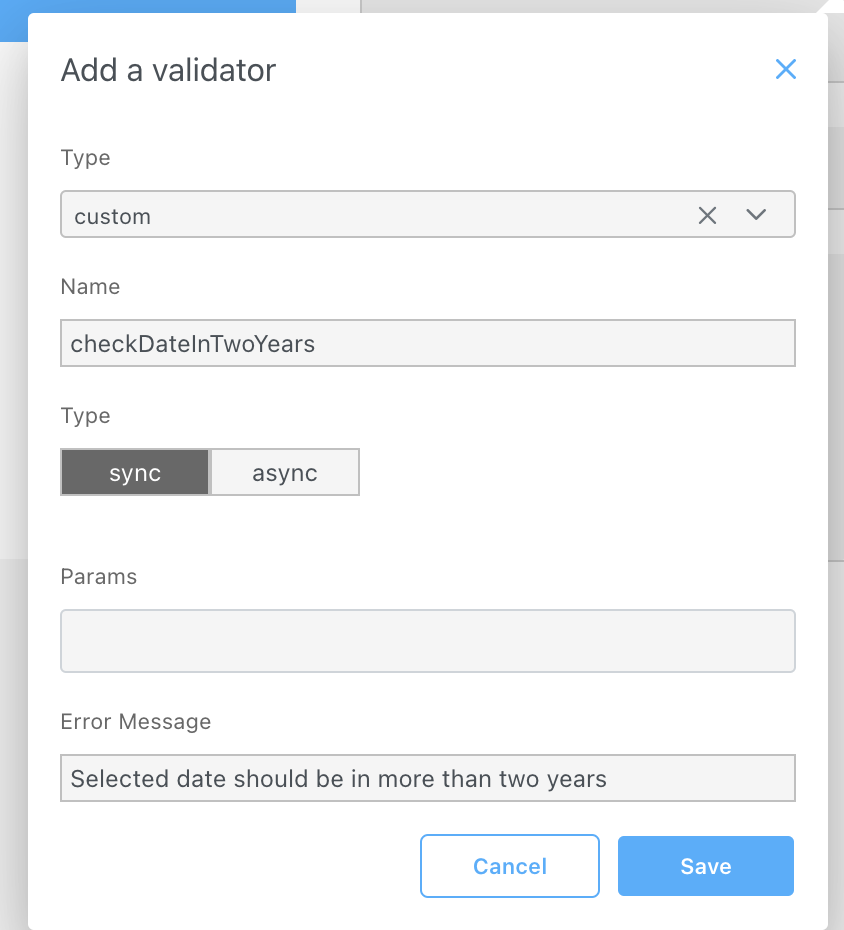 Add a validator
Type
custom
Name
checkDateInTwoYears
Type
sync async
Params
Error Message
Selected date should be in more than two years
Cancel Save